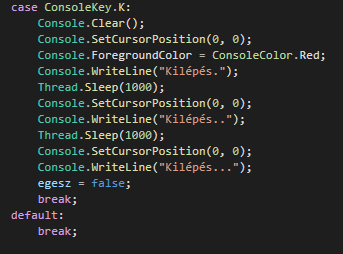 case ConsoleKey.K:
Console.Clear();
Console.SetCursorPosition(0, 0);
Console.ForegroundColor = ConsoleColor.Red;
Console.WriteLine("Kilépés.");
Thread.Sleep(1000);
Console.SetCursorPosition(0, 0);
Console.WriteLine("Kilépés..");
Thread.Sleep(1000);
Console.SetCursorPosition(0, 0);
Console.WriteLine("Kilépés...");
egesz = false;
break;
default:
break;